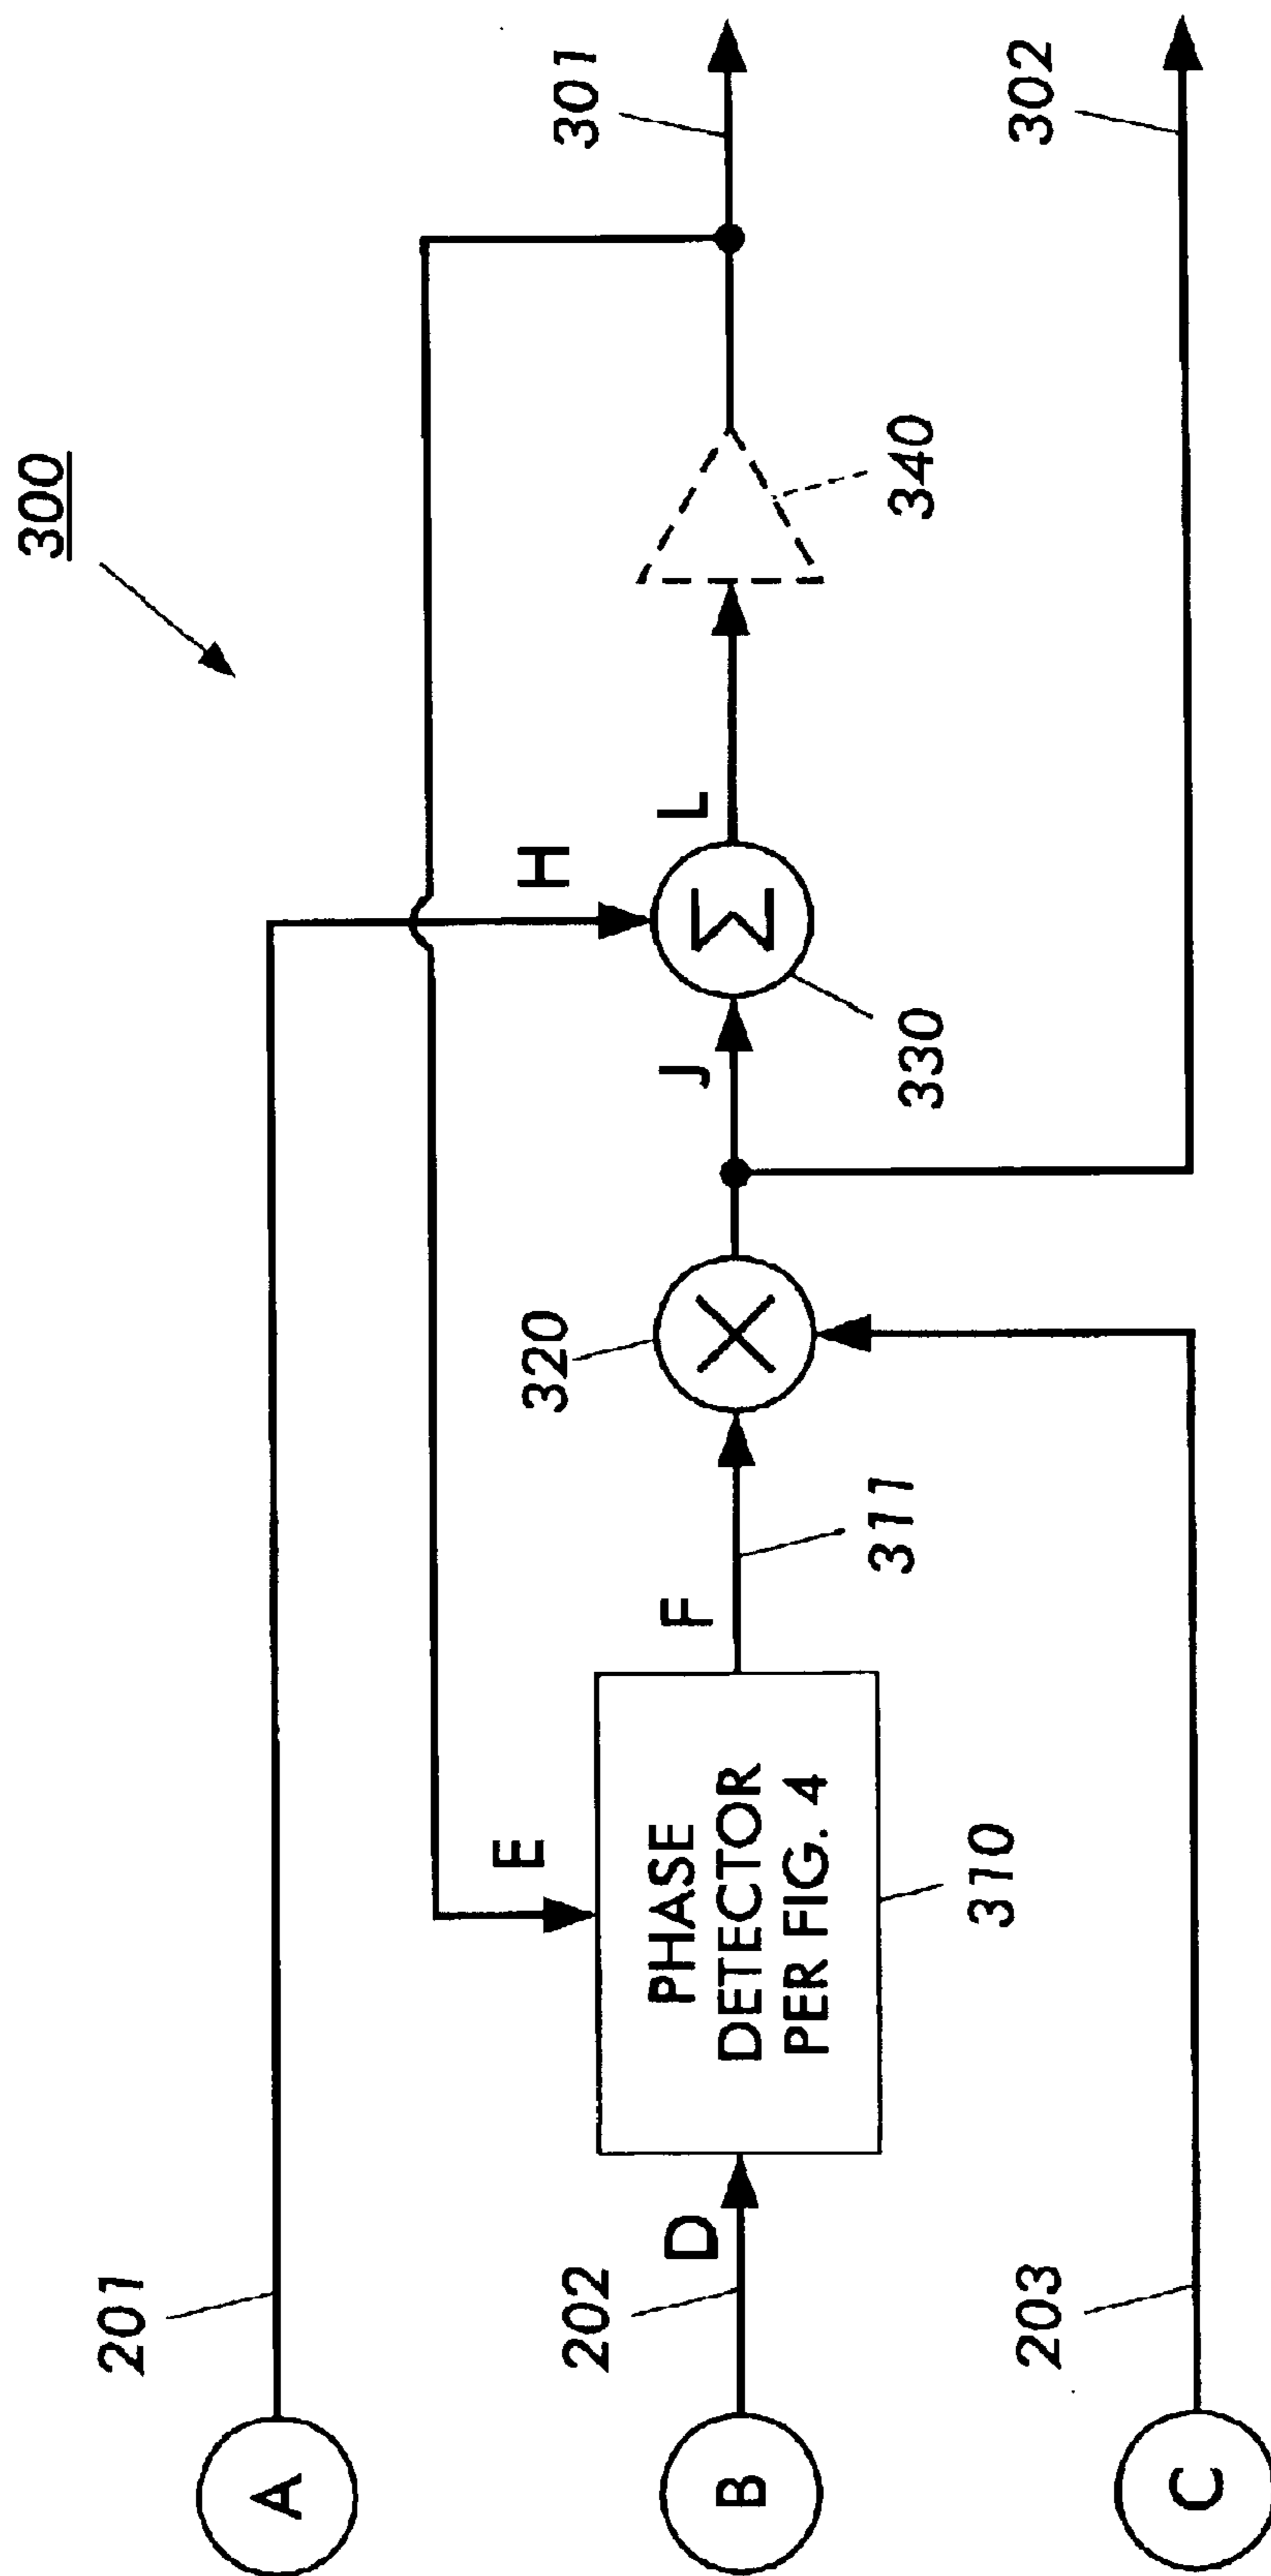 300
A
201
H
301
E
B
202
D
PHASE
DETECTOR
PER FIG. 4
310
F
311
320
J
Σ
330
L
340
C
203
302